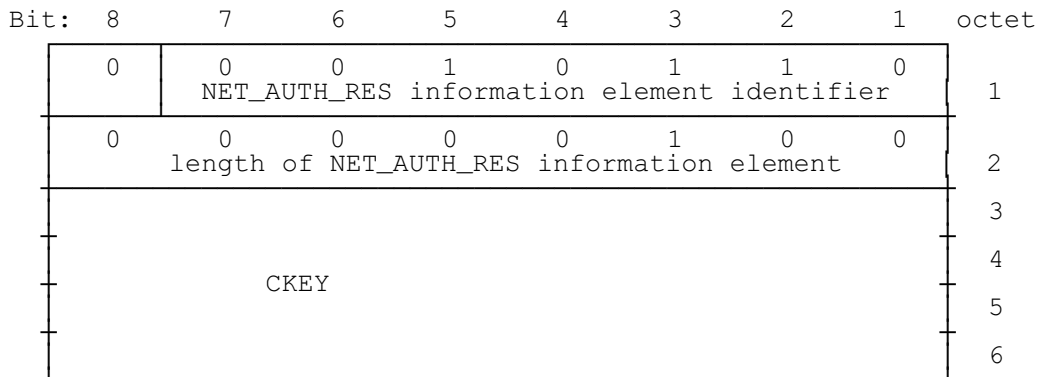 Bit: 8 7 6 5 4 3 2 1 octet
0 0 0 1 0 1 1 0
NET_AUTH_RES information element identifier 1
0 0 0 0 0 1 0 0
length of NET_AUTH_RES information element 2
3
4
CKEY
5
6